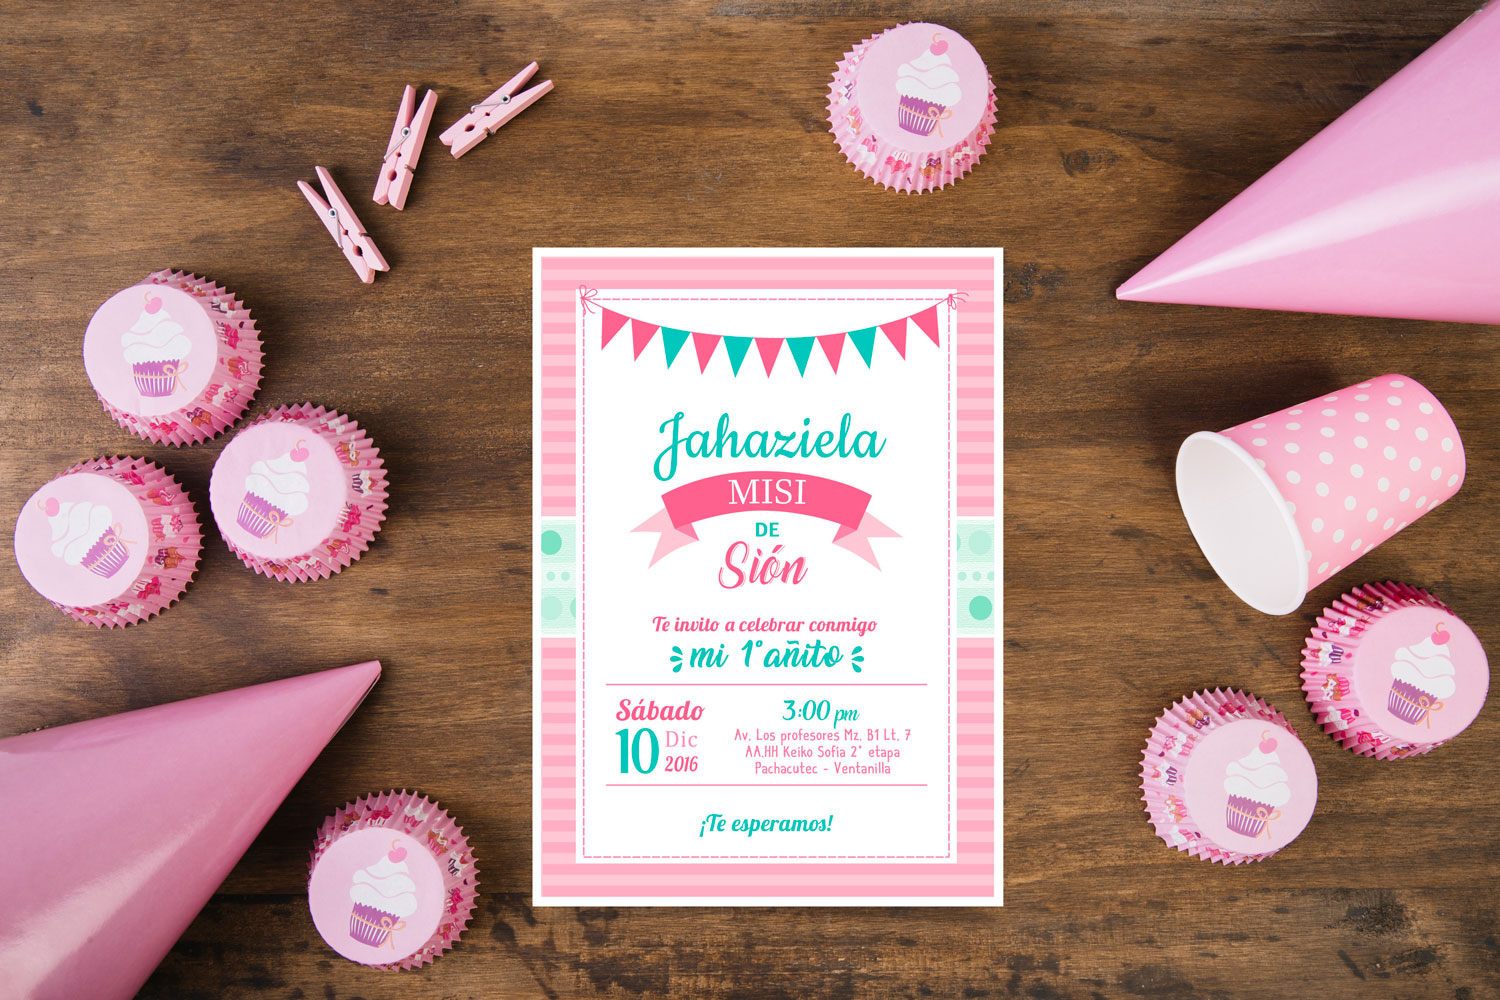 Jahaziela
MISI
DE
Sión
Te invito a celebrar conmigo
mi 1° añito
Sábado
10 Dic
2016
3:00 pm
Av. Los profesores Mz. B1 Lt. 7
AA.HH Keiko Sofía 2° etapa
Pachacutec - Ventanilla
¡Te esperamos!